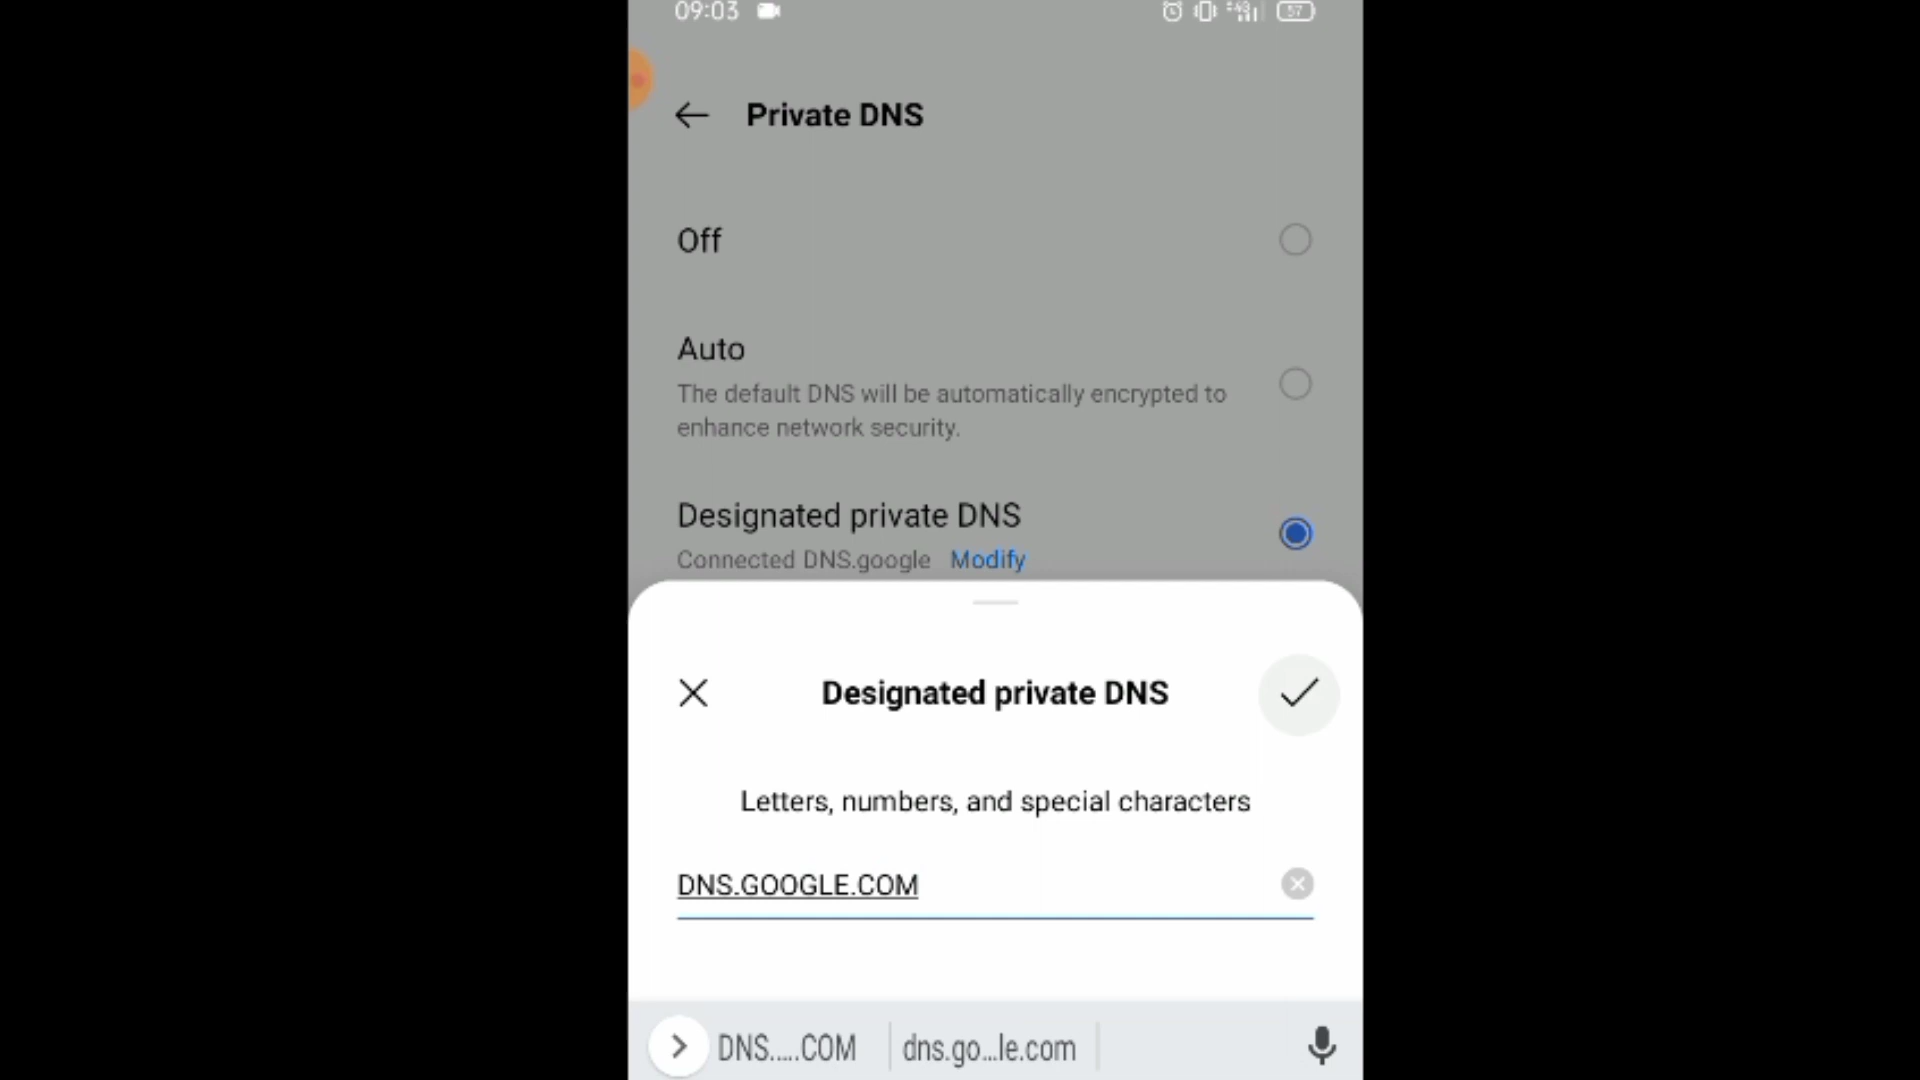 09:03 57
Private DNS
Off
Auto
The default DNS will be automatically encrypted to
enhance network security.
Designated private DNS
Connected DNS.google Modify
Designated private DNS
Letters, numbers, and special characters
DNS.GOOGLE.COM
DNS.....COM dns.go...le.com